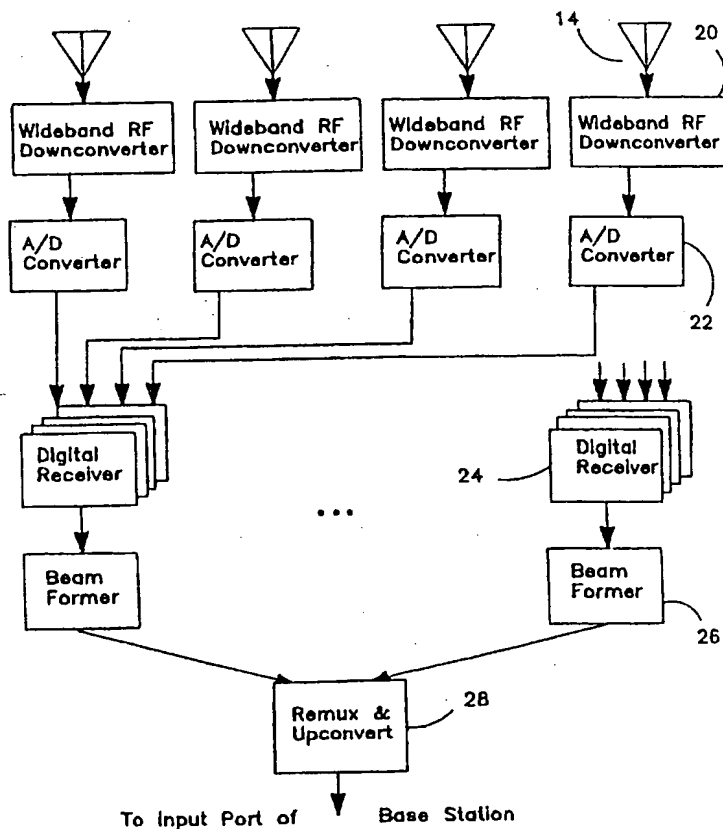 14
20
Wideband RF
Downconverter
Wideband RF
Downconverter
Wideband RF
Downconverter
Wideband RF
Downconverter
A/D
Converter
A/D
Converter
A/D
Converter
A/D
Converter
22
Digital
Receiver
24
Digital
Receiver
...
Beam
Former
Beam
Former
26
Remux &
Upconvert
28
To Input Port of Base Station